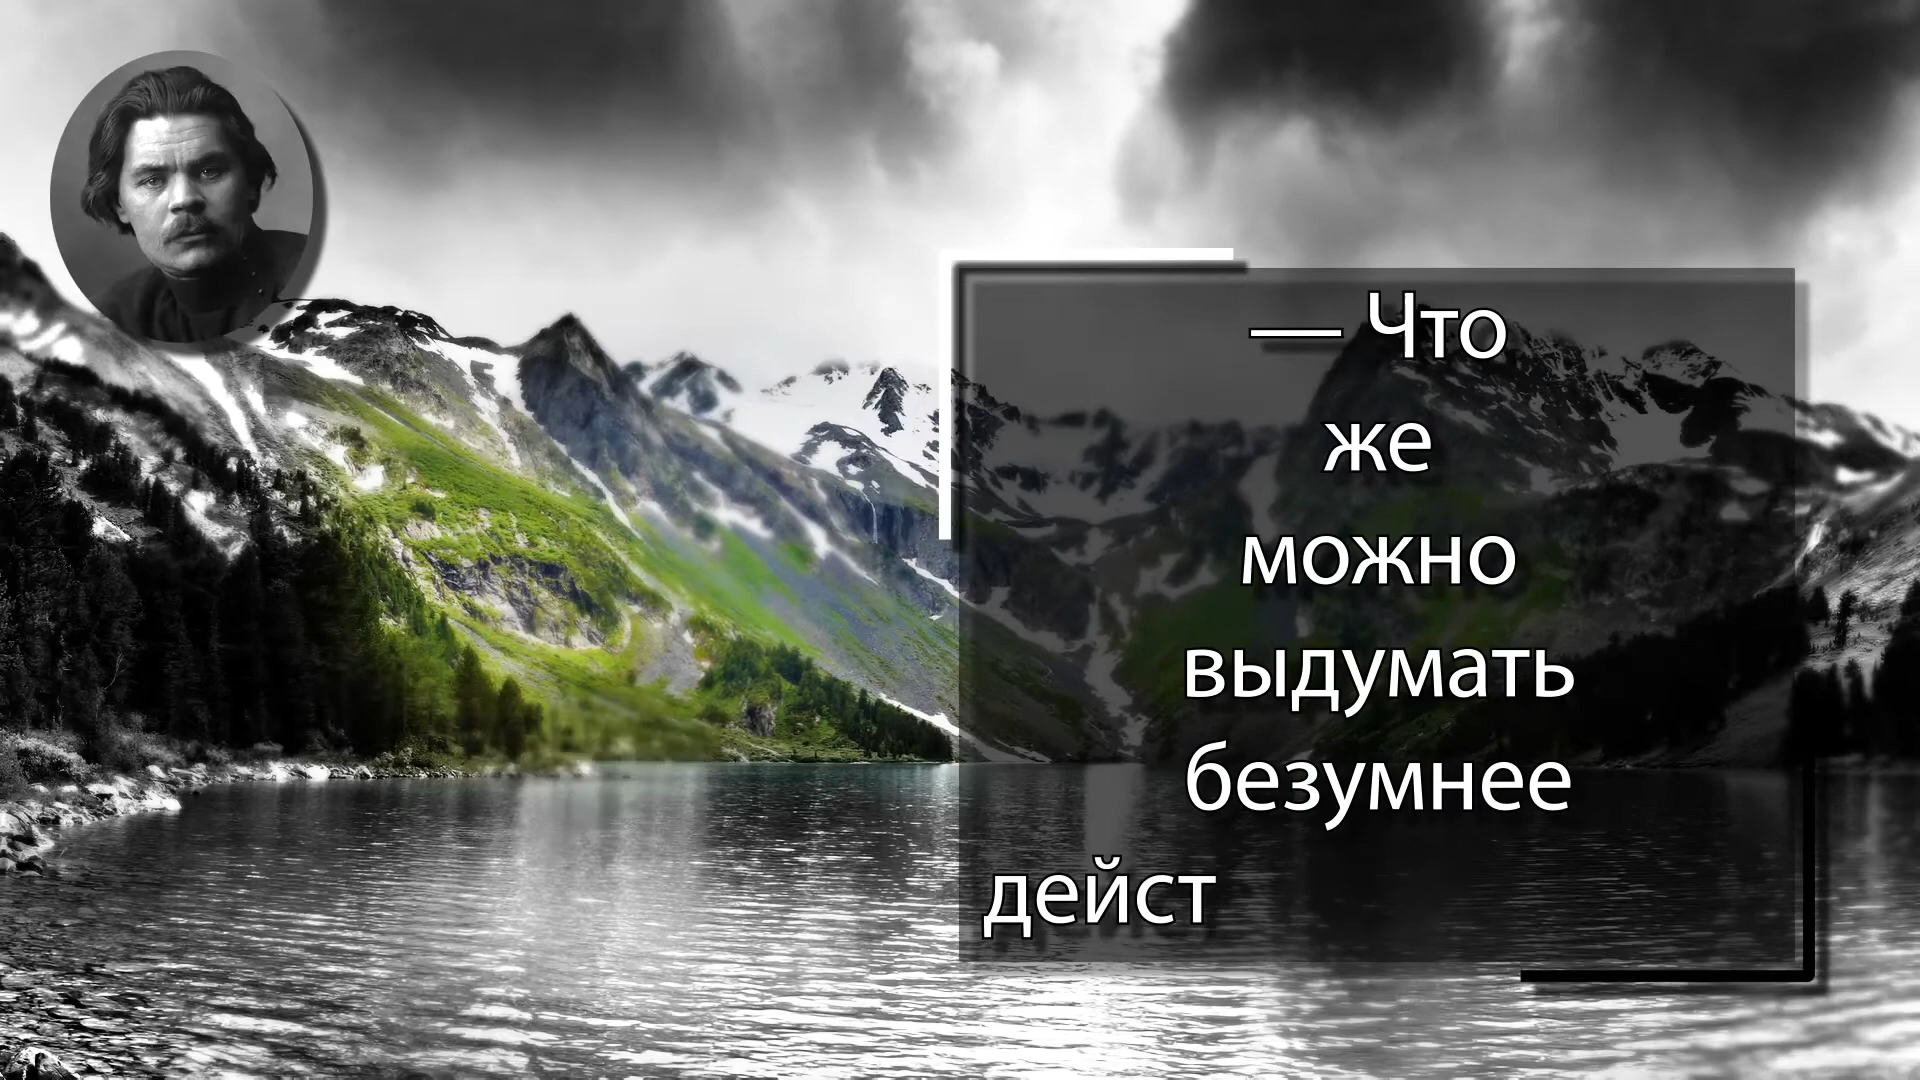 — Что
же
можно
выдумать
безумнее
дейст